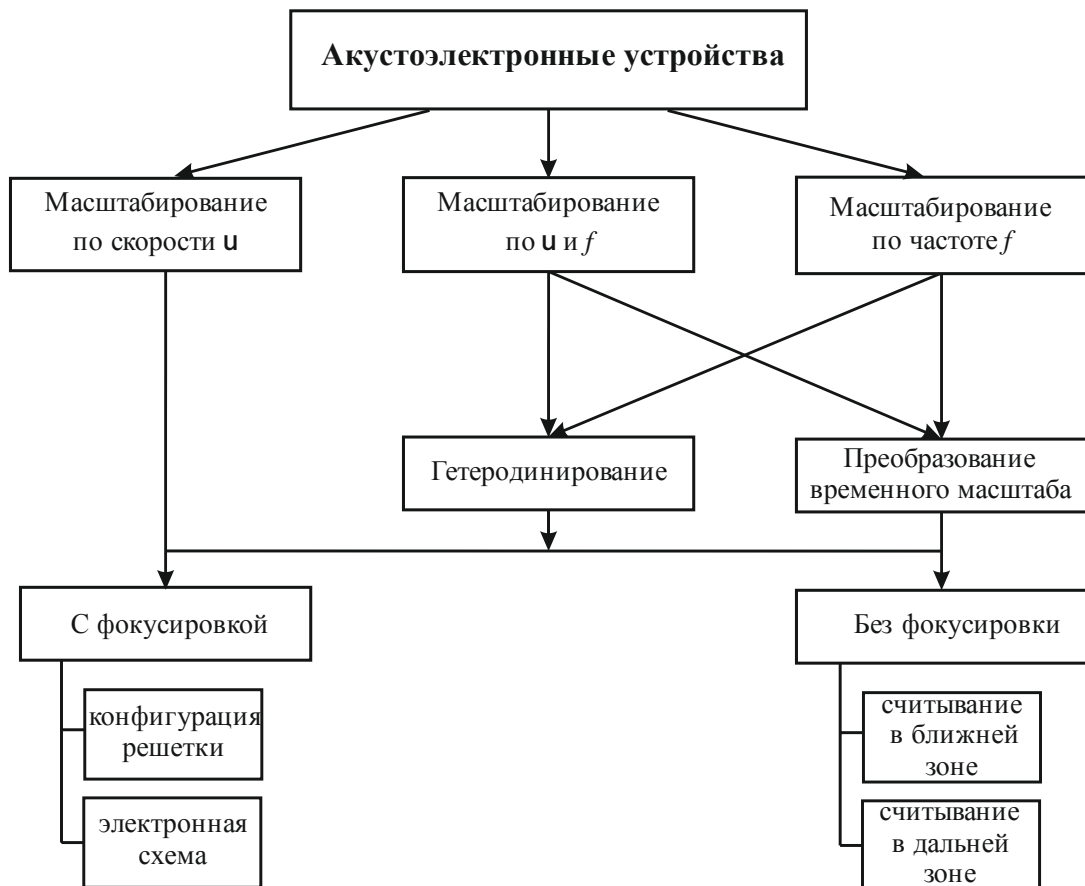 Акустоэлектронные устройства
Масштабирование
по скорости u
Масштабирование
по u и f
Масштабирование
по частоте f
Гетеродинирование
Преобразование
временного масштаба
С фокусировкой
Без фокусировки
конфигурация
решетки
электронная
схема
считывание
в ближней
зоне
считывание
в дальней
зоне